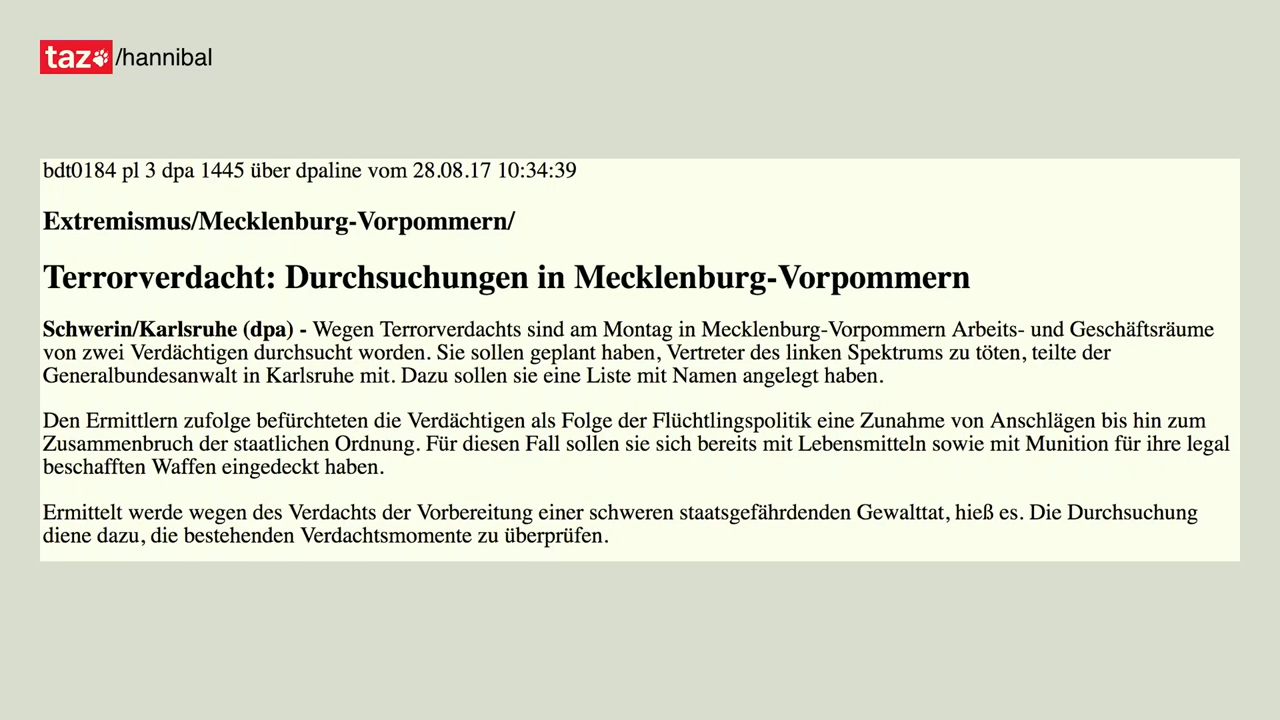 taz /hannibal
bdt0184 pl 3 dpa 1445 über dpaline vom 28.08.17 10:34:39
Extremismus/Mecklenburg-Vorpommern/
Terrorverdacht: Durchsuchungen in Mecklenburg-Vorpommern
Schwerin/Karlsruhe (dpa) - Wegen Terrorverdachts sind am Montag in Mecklenburg-Vorpommern Arbeits- und Geschäftsräume
von zwei Verdächtigen durchsucht worden. Sie sollen geplant haben, Vertreter des linken Spektrums zu töten, teilte der
Generalbundesanwalt in Karlsruhe mit. Dazu sollen sie eine Liste mit Namen angelegt haben.
Den Ermittlern zufolge befürchteten die Verdächtigen als Folge der Flüchtlingspolitik eine Zunahme von Anschlägen bis hin zum
Zusammenbruch der staatlichen Ordnung. Für diesen Fall sollen sie sich bereits mit Lebensmitteln sowie mit Munition für ihre legal
beschafften Waffen eingedeckt haben.
Ermittelt werde wegen des Verdachts der Vorbereitung einer schweren staatsgefährdenden Gewalttat, hieß es. Die Durchsuchung
diene dazu, die bestehenden Verdachtsmomente zu überprüfen.